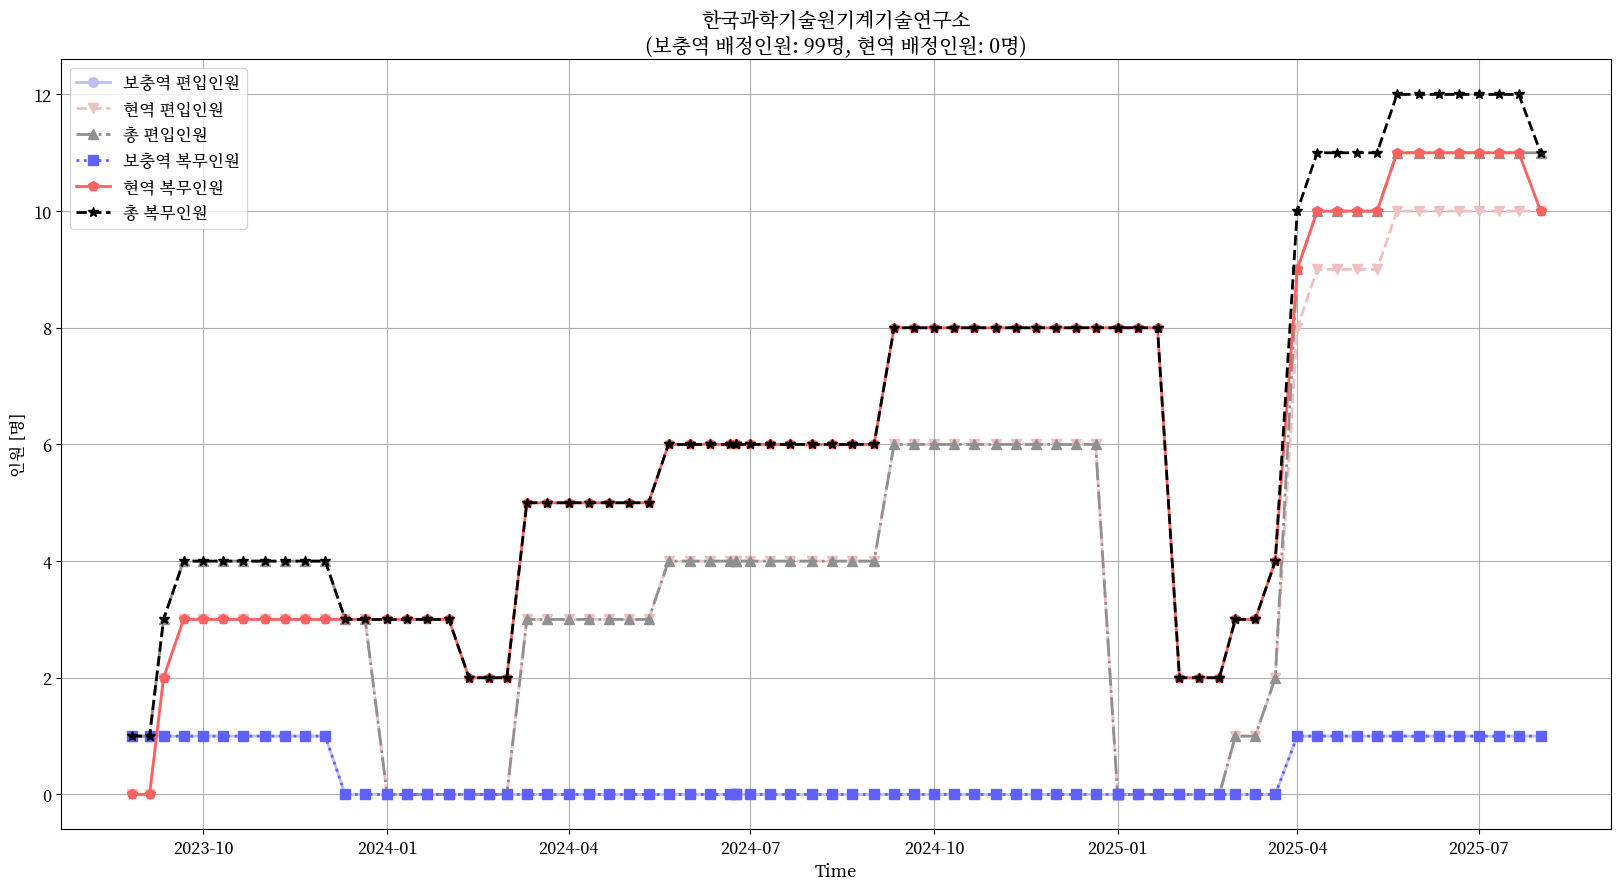 한국과학기술원기계기술연구소
(보충역 배정인원: 99명, 현역 배정인원: 0명)
보충역 편입인원
현역 편입인원
총 편입인원
보충역 복무인원
현역 복무인원
총 복무인원
12
10
8
6
4
2
0
인원 [명]
2023-10
2024-01
2024-04
2024-07
2024-10
2025-01
2025-04
2025-07
Time